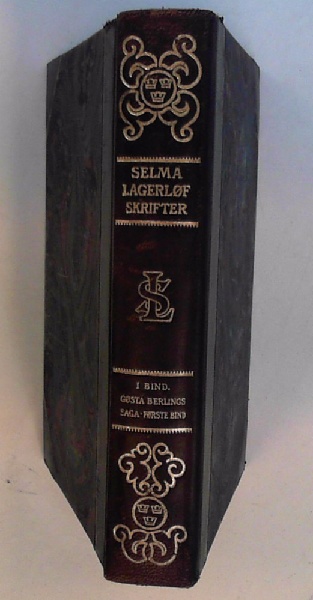 SELMA
LAGERLØF
SKRIFTER
SL
I BIND.
GØSTA BERLINGS
SAGA · FØRSTE BIND